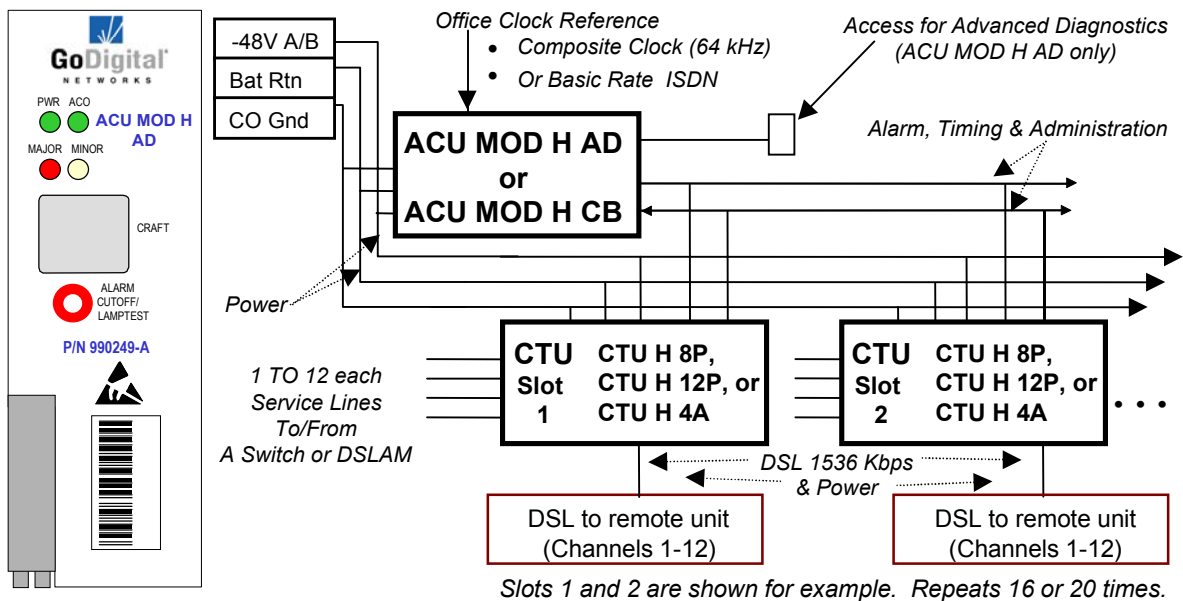 GoDigital
NETWORKS
PWR ACO
ACU MOD H
AD
MAJOR MINOR
CRAFT
ALARM
CUTOFF/
LAMPTEST
P/N 990249-A
-48V A/B
Bat Rtn
CO Gnd
Office Clock Reference
• Composite Clock (64 kHz)
• Or Basic Rate ISDN
Access for Advanced Diagnostics
(ACU MOD H AD only)
ACU MOD H AD
or
ACU MOD H CB
Alarm, Timing & Administration
Power
1 TO 12 each
Service Lines
To/From
A Switch or DSLAM
CTU
Slot
1
CTU H 8P,
CTU H 12P, or
CTU H 4A
CTU
Slot
2
CTU H 8P,
CTU H 12P, or
CTU H 4A
• • •
DSL 1536 Kbps
& Power
DSL to remote unit
(Channels 1-12)
DSL to remote unit
(Channels 1-12)
Slots 1 and 2 are shown for example. Repeats 16 or 20 times.